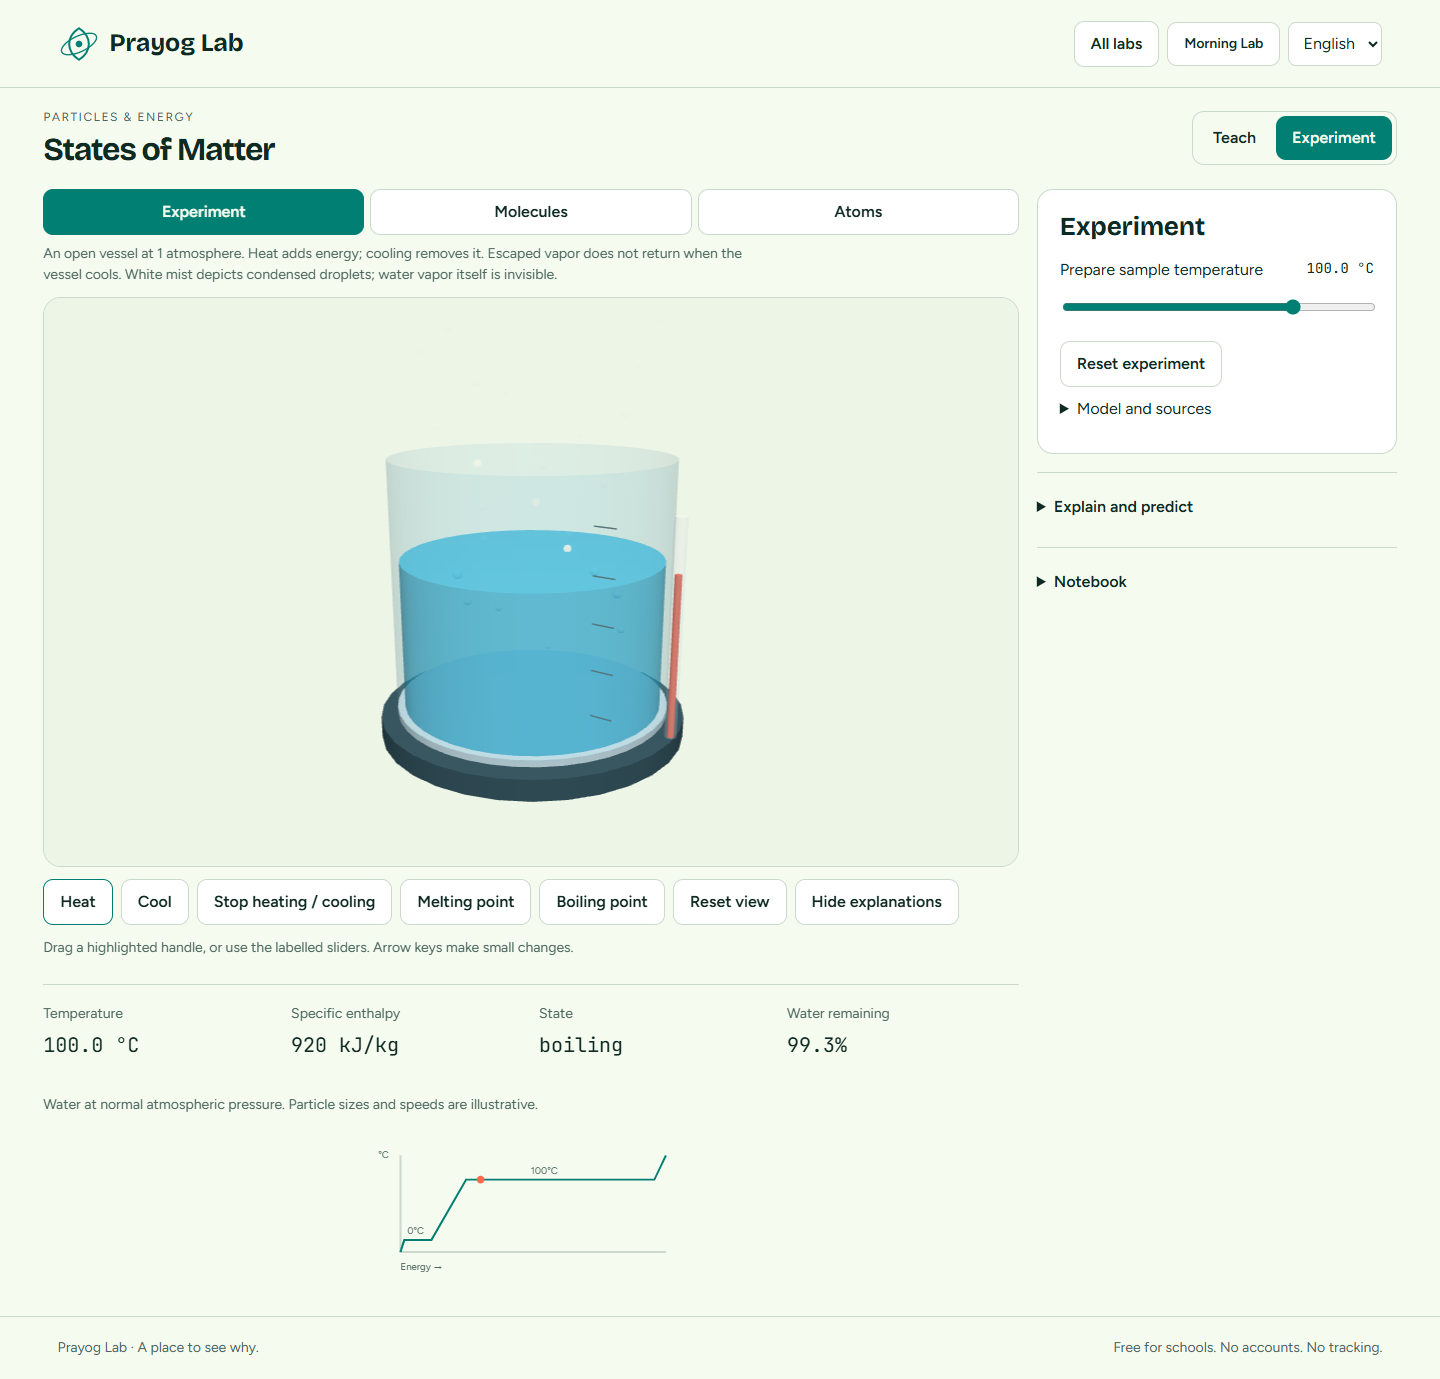 Prayog Lab
All labs
Morning Lab
English
PARTICLES & ENERGY
States of Matter
Teach
Experiment
Experiment
Molecules
Atoms
An open vessel at 1 atmosphere. Heat adds energy; cooling removes it. Escaped vapor does not return when the
vessel cools. White mist depicts condensed droplets; water vapor itself is invisible.
Experiment
Prepare sample temperature
100.0 °C
Reset experiment
Model and sources
Explain and predict
Notebook
Heat
Cool
Stop heating / cooling
Melting point
Boiling point
Reset view
Hide explanations
Drag a highlighted handle, or use the labelled sliders. Arrow keys make small changes.
Temperature
Specific enthalpy
State
Water remaining
100.0 °C
920 kJ/kg
boiling
99.3%
Water at normal atmospheric pressure. Particle sizes and speeds are illustrative.
°C
100°C
0°C
Energy →
Prayog Lab · A place to see why.
Free for schools. No accounts. No tracking.